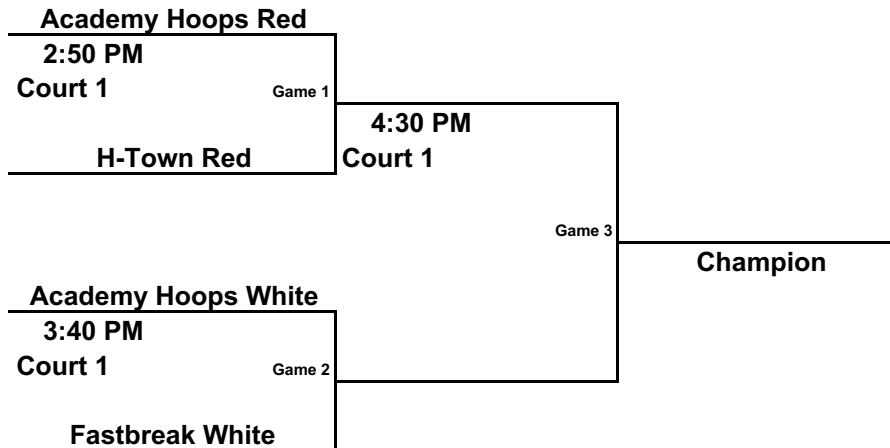 Academy Hoops Red
2:50 PM
Court 1
Game 1
4:30 PM
H-Town Red
Court 1
Game 3
Champion
Academy Hoops White
3:40 PM
Court 1
Game 2
Fastbreak White